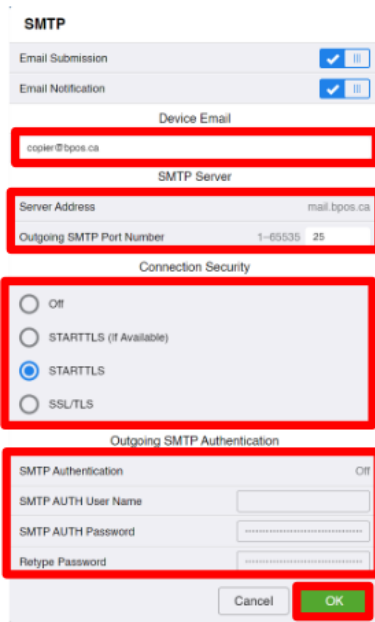 SMTP
Email Submission
Email Notification
Device Email
copier@bpos.ca
SMTP Server
Server Address mail.bpos.ca
Outgoing SMTP Port Number 1–65535 25
Connection Security
Off
STARTTLS (If Available)
STARTTLS
SSL/TLS
Outgoing SMTP Authentication
SMTP Authentication Off
SMTP AUTH User Name
SMTP AUTH Password
Retype Password
Cancel OK